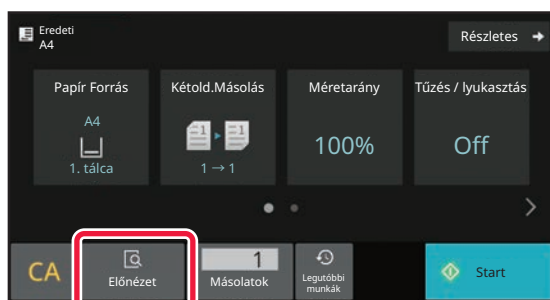 Eredeti
A4
Részletes
Papír Forrás
A4
1. tálca
Kétold.Másolás
1 → 1
Méretarány
100%
Tűzés / lyukasztás
Off
CA
Előnézet
1
Másolatok
Legutóbbi
munkák
Start